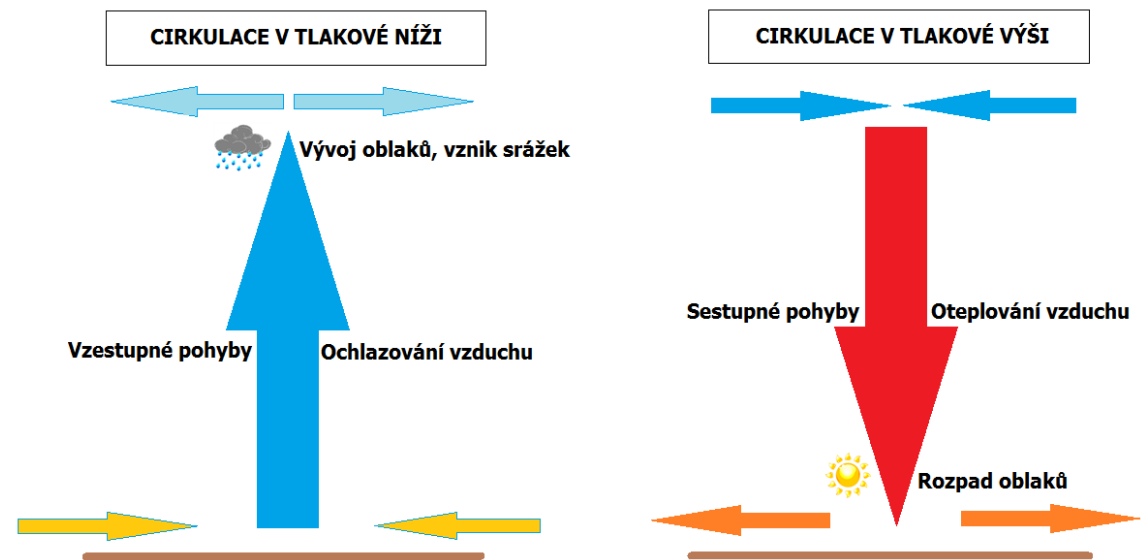 CIRKULACE V TLAKOVÉ NÍŽI
Vývoj oblaků, vznik srážek
Vzestupné pohyby
Ochlazování vzduchu
CIRKULACE V TLAKOVÉ VÝŠI
Sestupné pohyby
Oteplování vzduchu
Rozpad oblaků